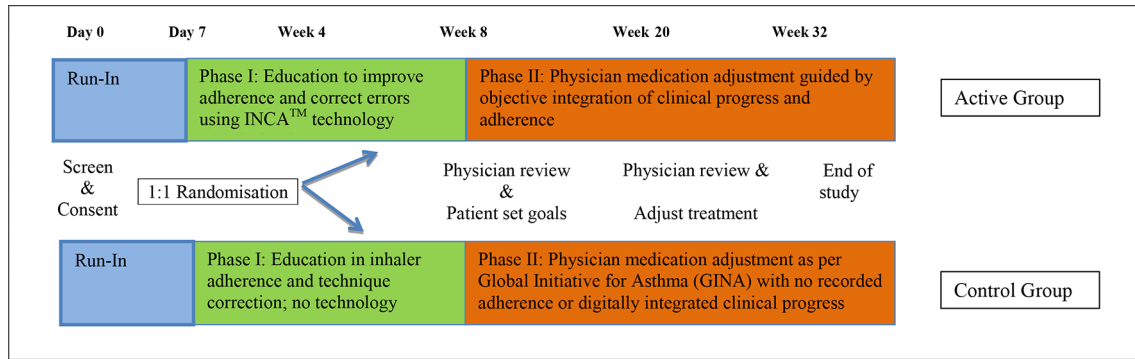 Day 0 Day 7 Week 4 Week 8 Week 20 Week 32
Run-In
Phase I: Education to improve
adherence and correct errors
using INCA™ technology
Phase II: Physician medication adjustment guided by
objective integration of clinical progress and
adherence
Active Group
Screen
&
Consent
1:1 Randomisation
Physician review
&
Patient set goals
Physician review &
Adjust treatment
End of
study
Run-In
Phase I: Education in inhaler
adherence and technique
correction; no technology
Phase II: Physician medication adjustment as per
Global Initiative for Asthma (GINA) with no recorded
adherence or digitally integrated clinical progress
Control Group